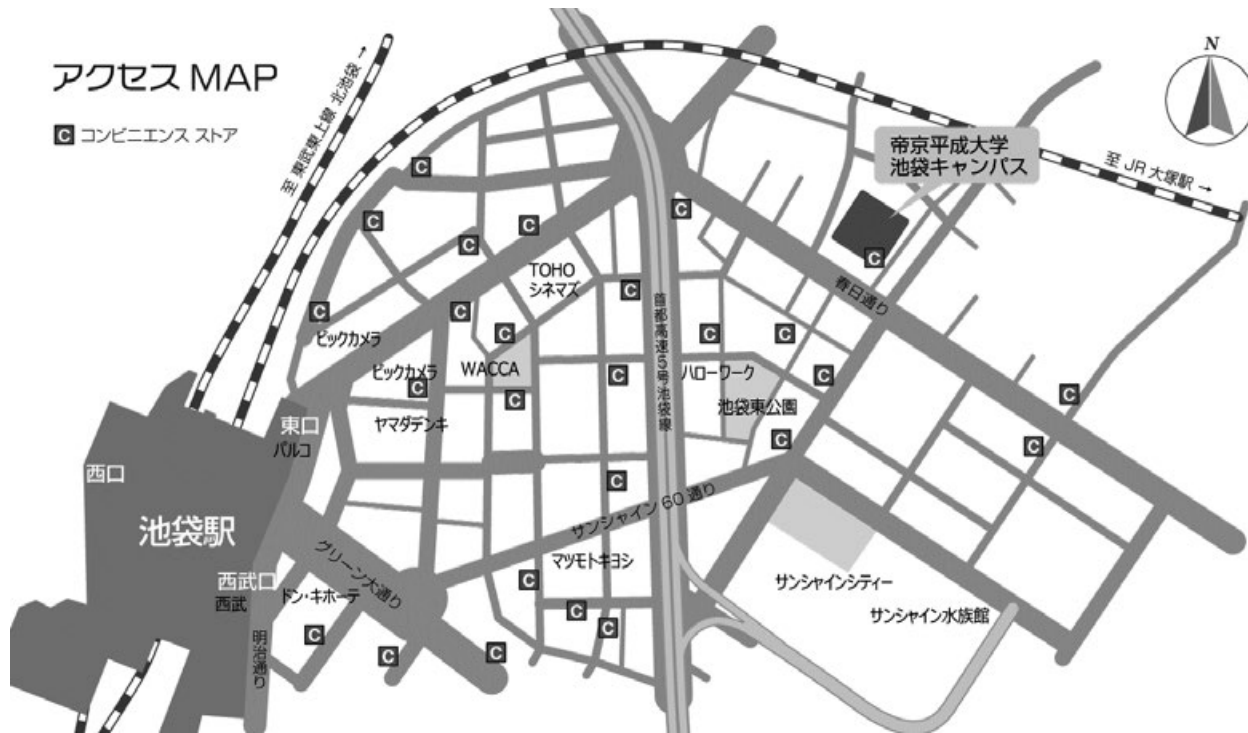 アクセス MAP
C コンビニエンス ストア
至 東武東上線 北池袋 →
N
帝京平成大学
池袋キャンパス
至 JR 大塚駅 →
C
C
C
C
C
C
TOHO
シネマズ
C
春日通り
C
首都高速5号池袋線
C
ビックカメラ
C
C
C
C
ビックカメラ
WACCA
C
ハローワーク
C
C
C
C
池袋東公園
東口
パルコ
ヤマダデンキ
C
C
西口
C
サンシャイン60通り
池袋駅
グリーン大通り
マツモトキヨシ
西武口
西武
ドン・キホーテ
C
サンシャインシティー
サンシャイン水族館
C
C
C
明治通り
C
C